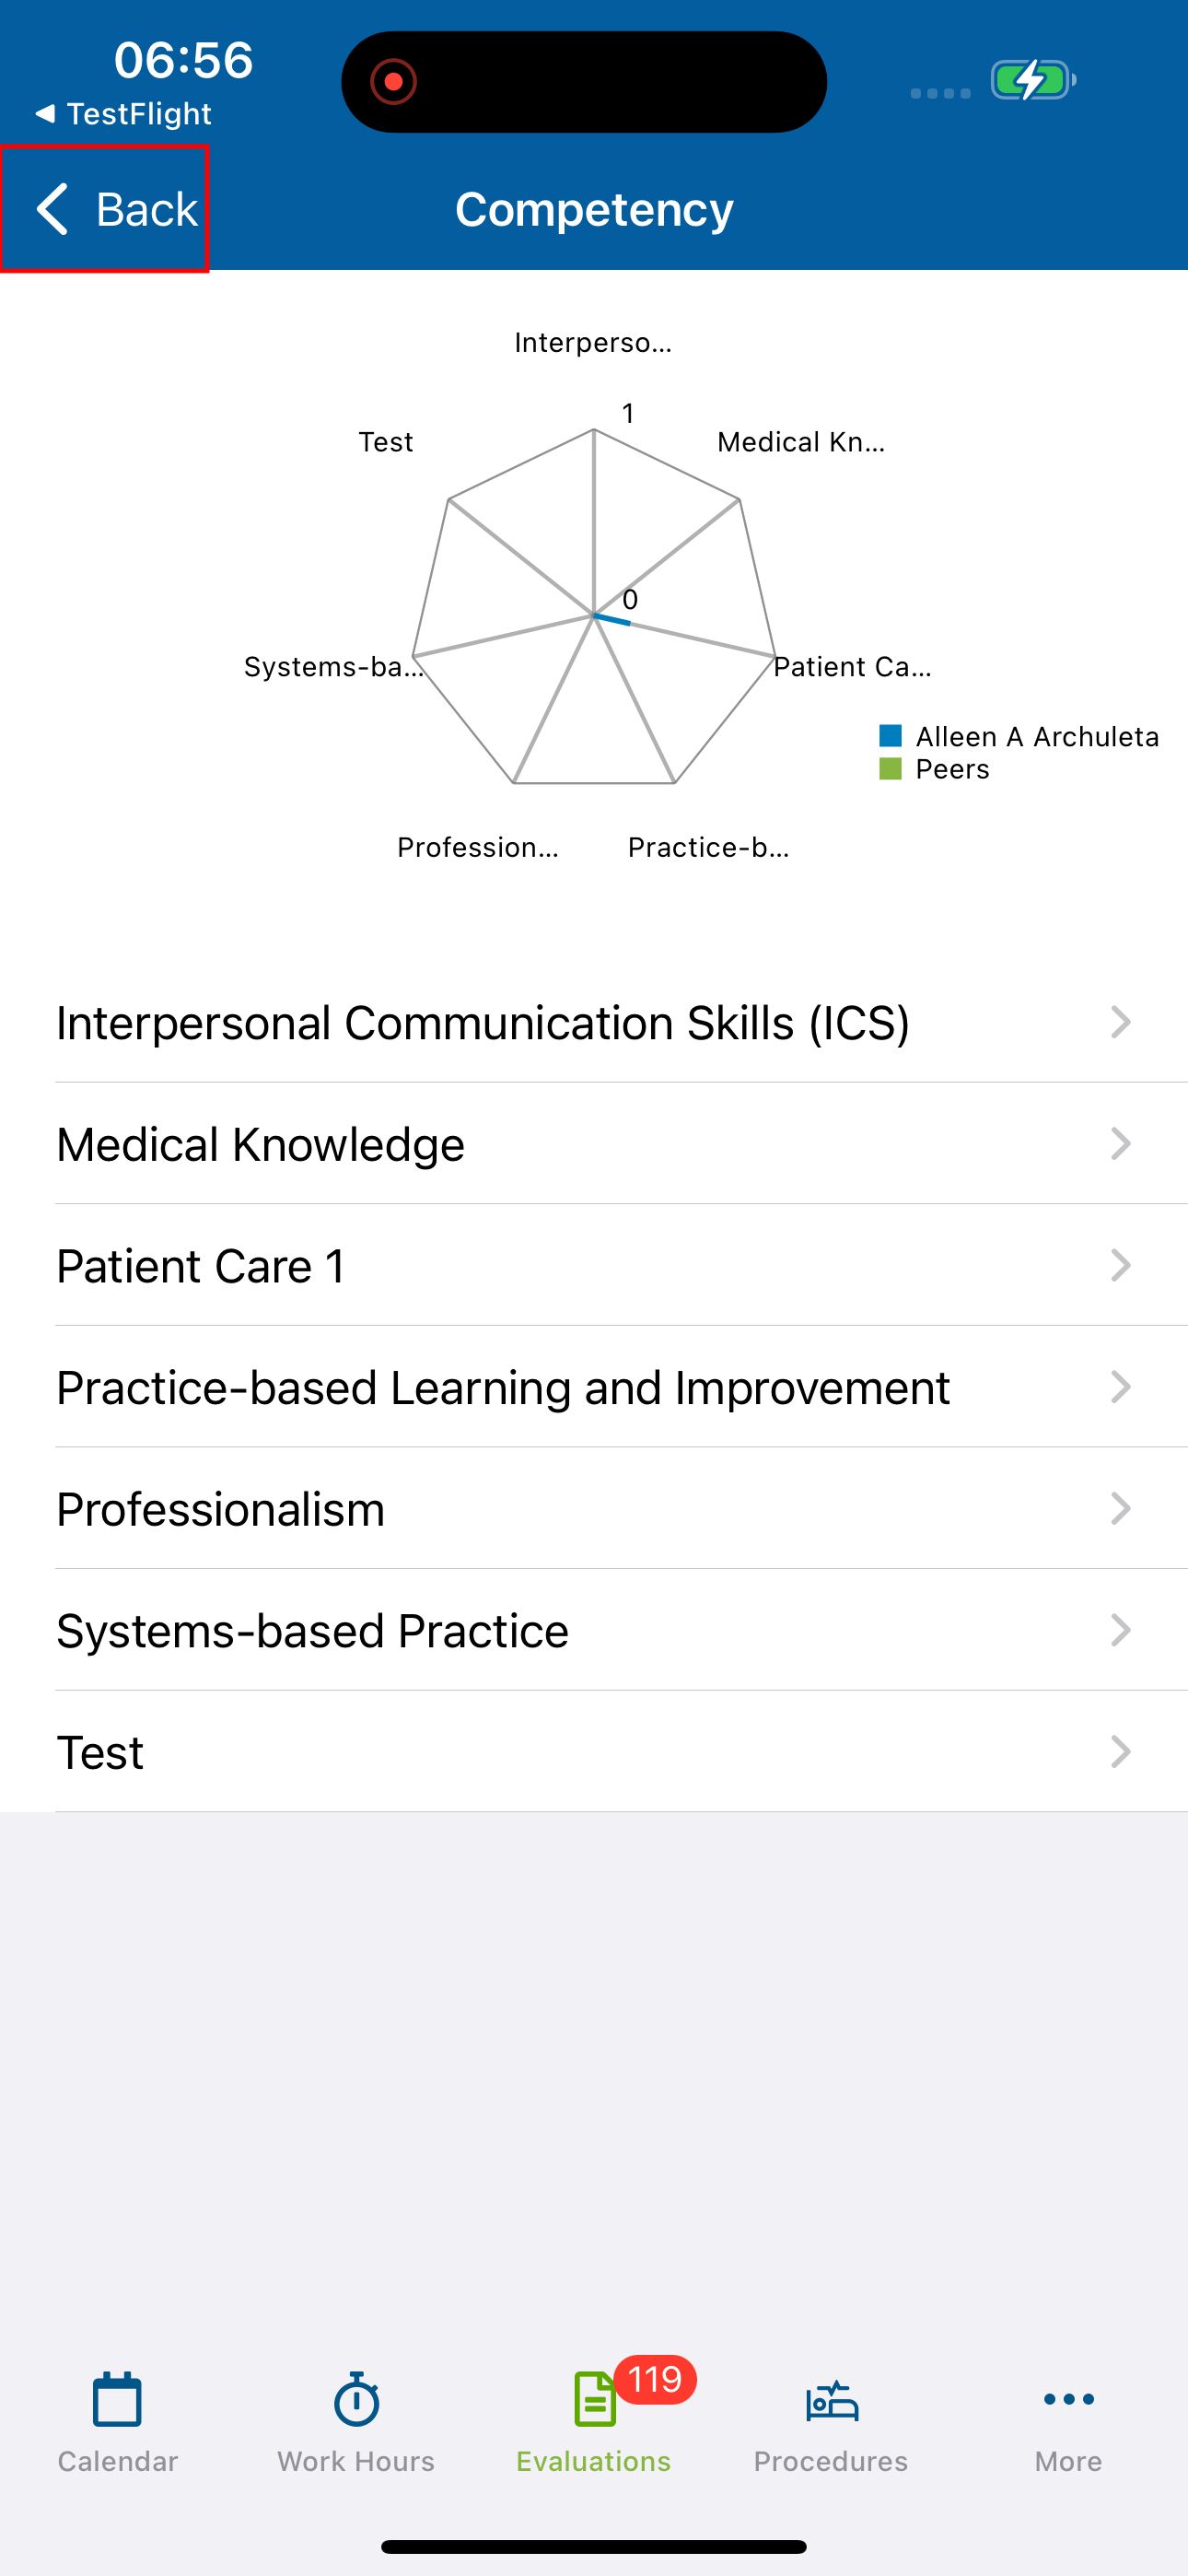 06:56
TestFlight
Back
Competency
Interperso...
1
Test
Medical Kn...
0
Systems-ba...
Patient Ca...
Alleen A Archuleta
Peers
Profession...
Practice-b...
Interpersonal Communication Skills (ICS)
Medical Knowledge
Patient Care 1
Practice-based Learning and Improvement
Professionalism
Systems-based Practice
Test
119
Calendar
Work Hours
Evaluations
Procedures
More